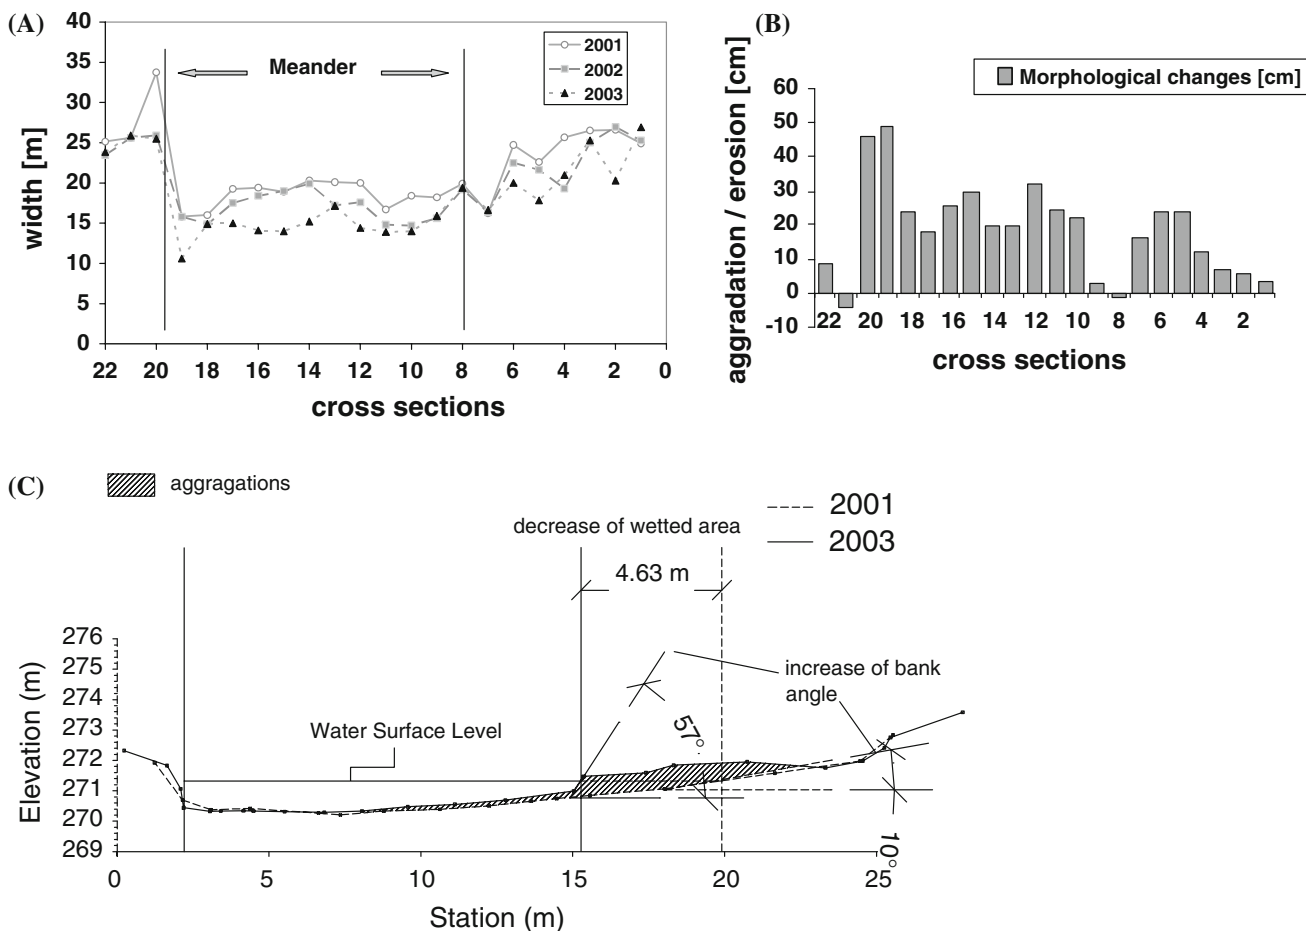 (A)
40
35
30
25
20
15
10
5
0
width [m]
Meander
2001
2002
2003
22 20 18 16 14 12 10 8 6 4 2 0
cross sections
(B)
Morphological changes [cm]
aggradation / erosion [cm]
60
50
40
30
20
10
0
-10
22 20 18 16 14 12 10 8 6 4 2
cross sections
(C)
aggragations
2001
2003
decrease of wetted area
4.63 m
increase of bank
angle
57°
10°
Water Surface Level
Elevation (m)
276
275
274
273
272
271
270
269
0 5 10 15 20 25
Station (m)